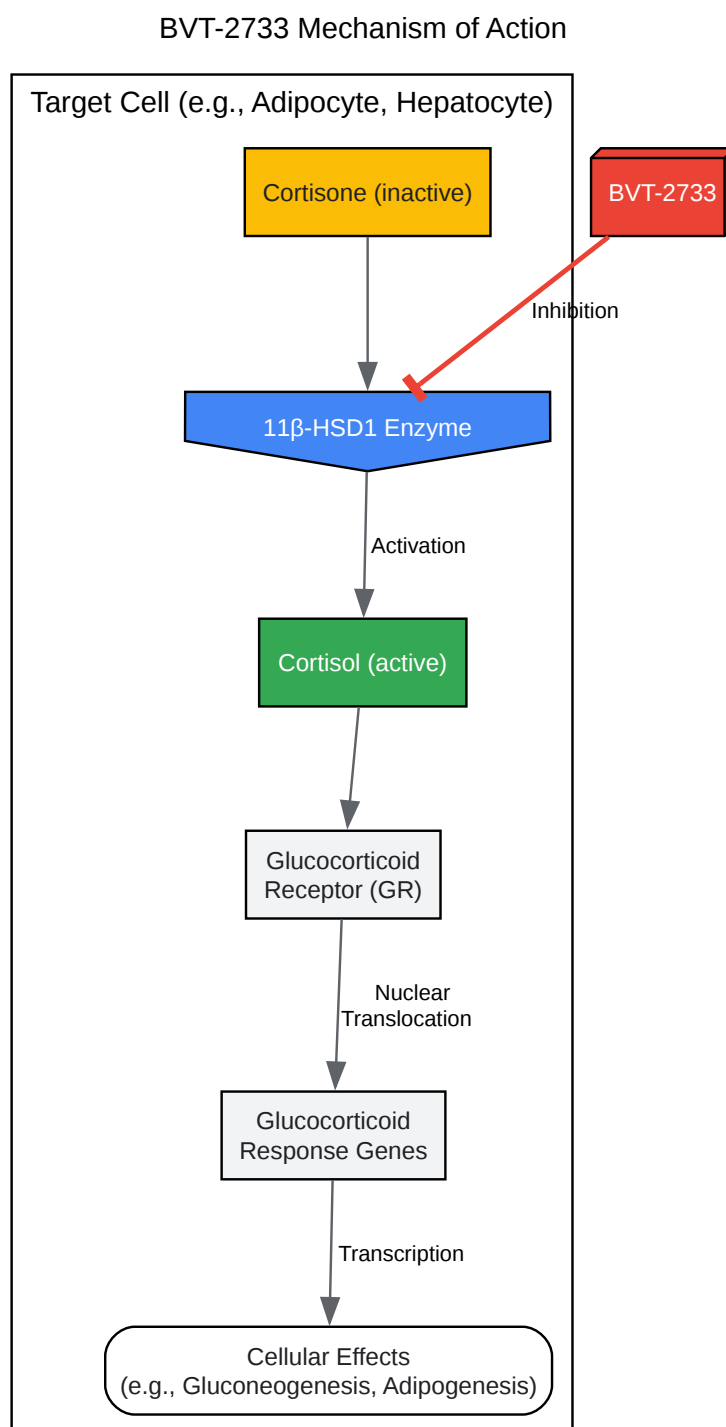 BVT-2733 Mechanism of Action
Target Cell (e.g., Adipocyte, Hepatocyte)
Cortisone (inactive)
BVT-2733
Inhibition
11β-HSD1 Enzyme
Activation
Cortisol (active)
Glucocorticoid
Receptor (GR)
Nuclear
Translocation
Glucocorticoid
Response Genes
Transcription
Cellular Effects
(e.g., Gluconeogenesis, Adipogenesis)